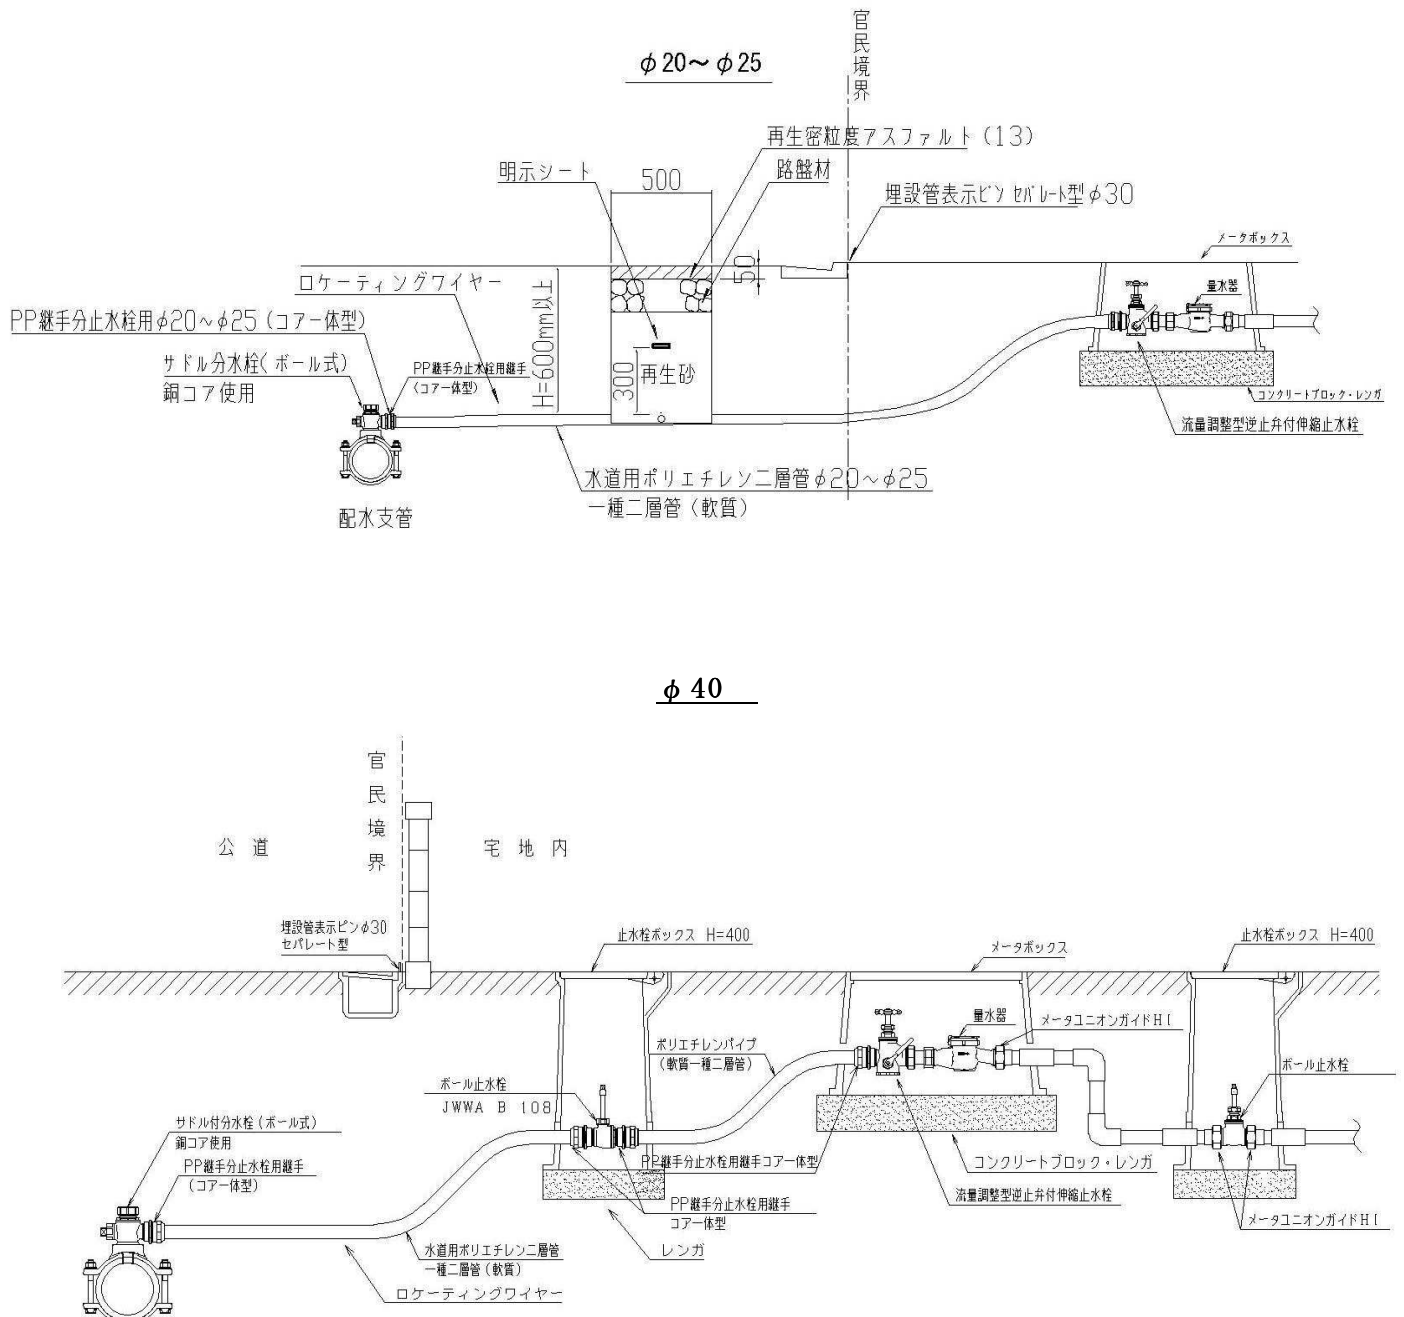 φ20～φ25
官民境界
再生密粒度アスファルト（13）
明示シート
500
路盤材
埋設管表示ピン セパレート型φ30
メータボックス
50
ロケーティングワイヤー
量水器
PP継手分止水栓用φ20～φ25（コアー体型）
H=600mm以上
サドル分水栓（ボール式）
銅コア使用
PP継手分止水栓用継手
（コアー体型）
300
再生砂
コンクリートブロック・レンガ
流量調整型逆止弁付伸縮止水栓
水道用ポリエチレン二層管φ20～φ25
一種二層管（軟質）
配水支管
φ 40
官民境界
公道
宅地内
埋設管表示ピンφ30
セパレート型
止水栓ボックス H=400
メータボックス
止水栓ボックス H=400
量水器
メータユニオンガイドHI
ポリエチレンパイプ
（軟質一種二層管）
ボール止水栓
ボール止水栓
JWWA B 108
サドル付分水栓（ボール式）
銅コア使用
PP継手分止水栓用継手
（コアー体型）
PP継手分止水栓用継手コアー体型
コンクリートブロック・レンガ
流量調整型逆止弁付伸縮止水栓
PP継手分止水栓用継手
コアー体型
メータユニオンガイドHI
水道用ポリエチレン二層管
一種二層管（軟質）
レンガ
ロケーティングワイヤー